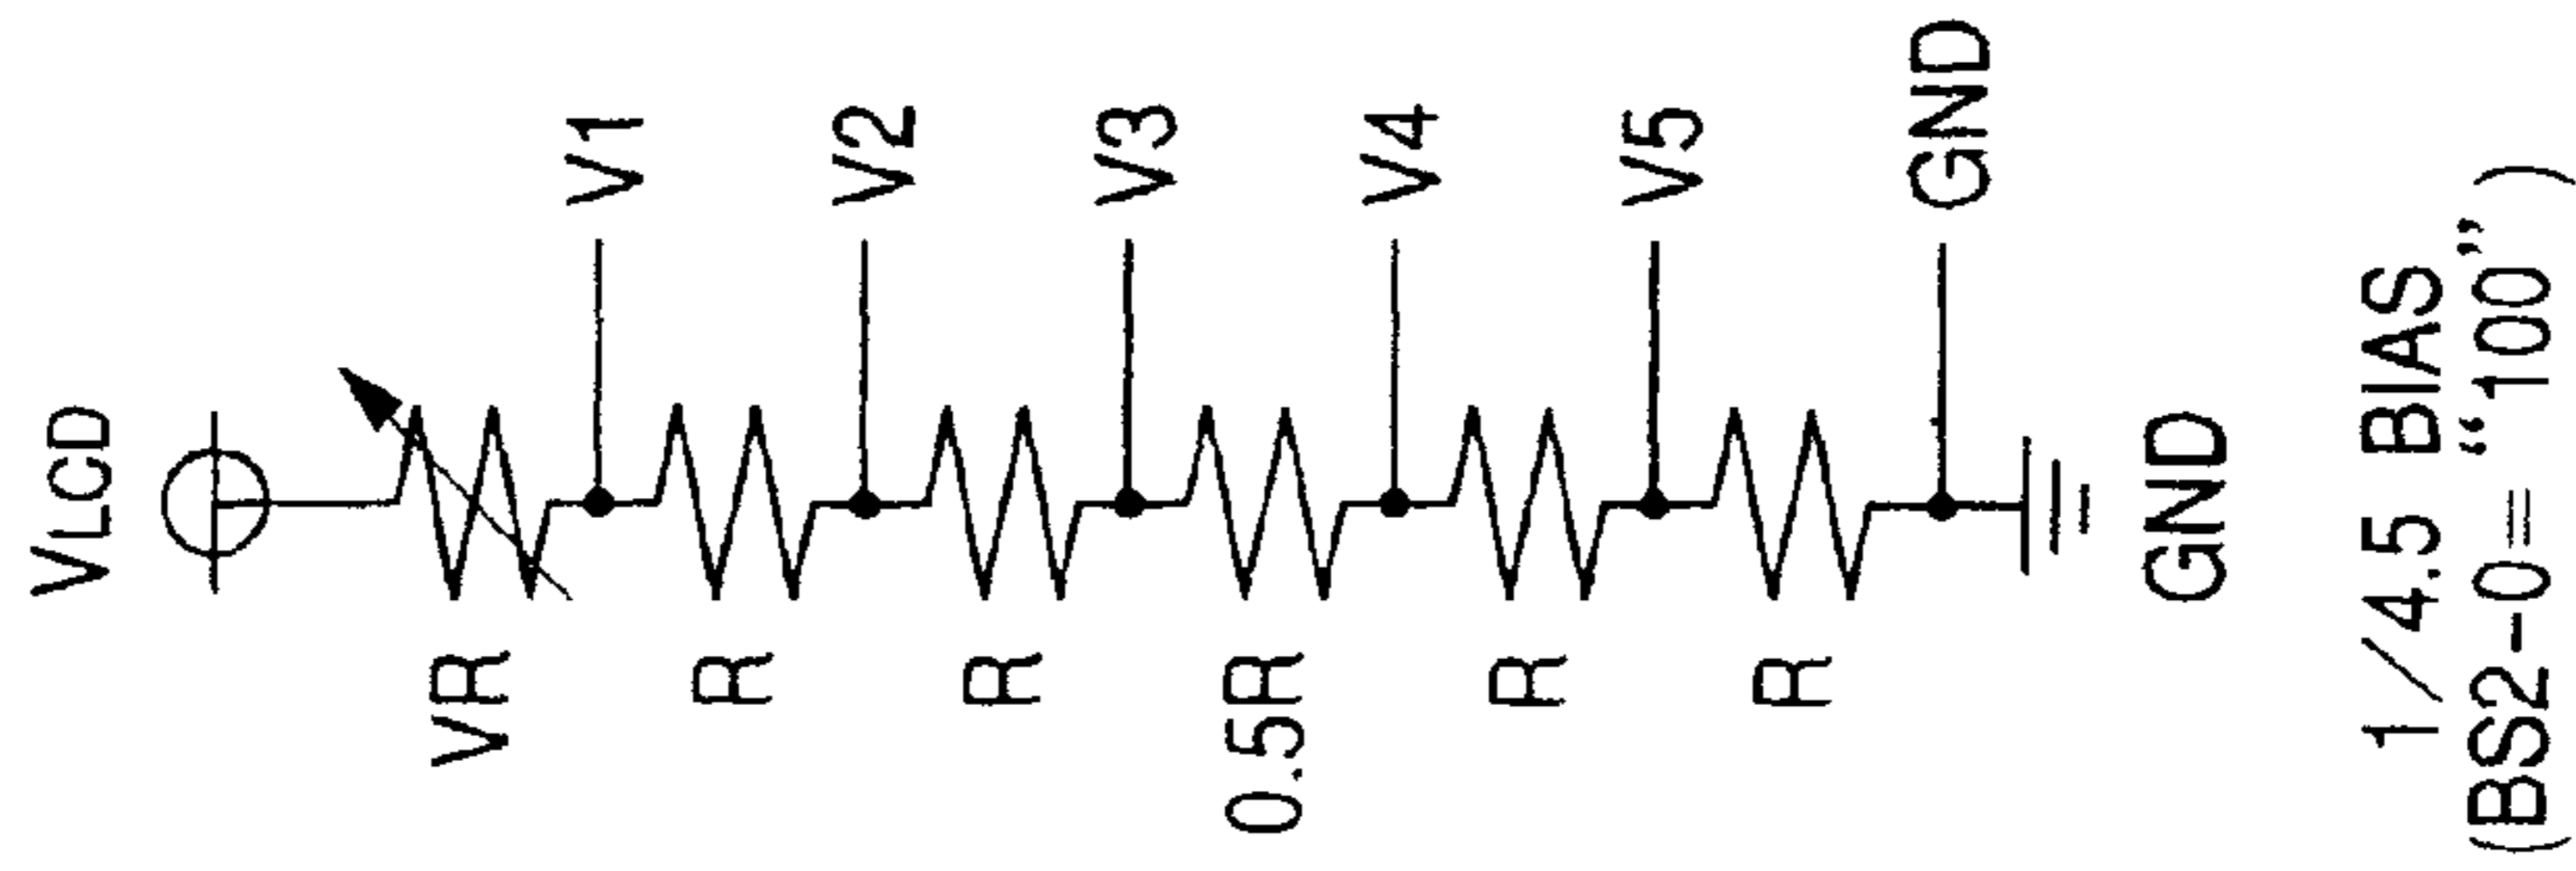 VLCD
VR
V1
R
V2
R
V3
0.5R
V4
R
V5
R
GND
GND
1/4.5 BIAS
(BS2-0= “100”)